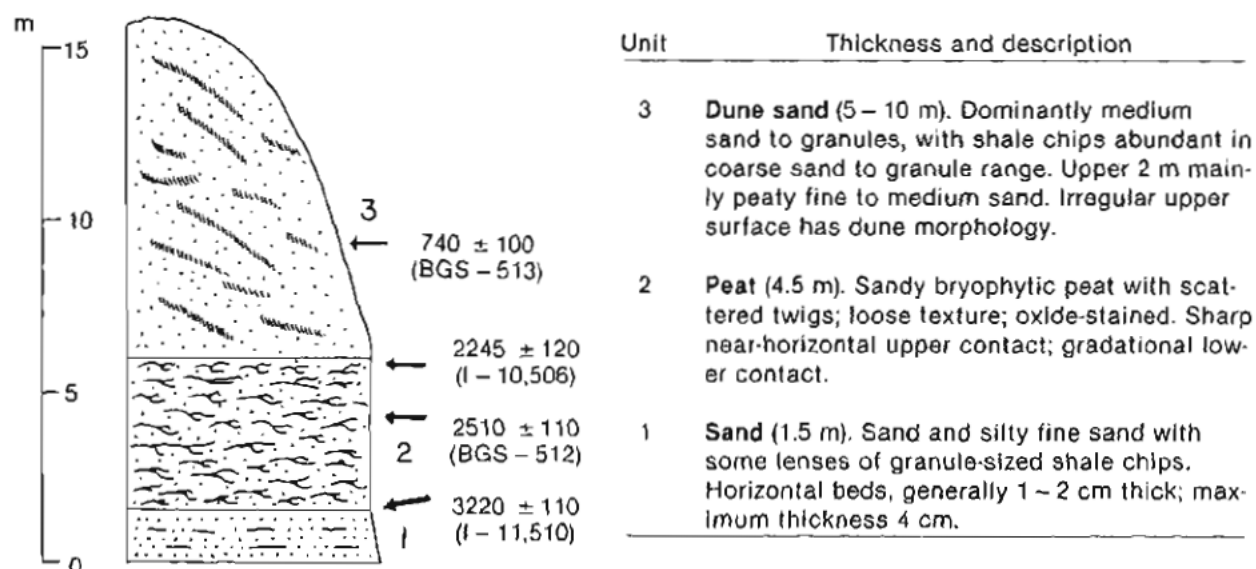 m
15
10
5
0
3
740 ± 100
(BGS – 513)
2245 ± 120
(I – 10,506)
2510 ± 110
2 (BGS – 512)
3220 ± 110
1 (I – 11,510)
Unit Thickness and description
3 Dune sand (5 – 10 m). Dominantly medium
sand to granules, with shale chips abundant in
coarse sand to granule range. Upper 2 m main-
ly peaty fine to medium sand. Irregular upper
surface has dune morphology.
2 Peat (4.5 m). Sandy bryophytic peat with scat-
tered twigs; loose texture; oxide-stained. Sharp
near-horizontal upper contact; gradational low-
er contact.
1 Sand (1.5 m). Sand and silty fine sand with
some lenses of granule-sized shale chips.
Horizontal beds, generally 1 – 2 cm thick; max-
imum thickness 4 cm.